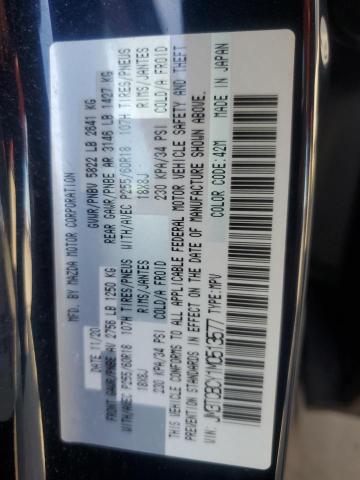 MFD. BY MAZDA MOTOR CORPORATION
DATE 11/20 GVWR/PNBV 5822 LB 2641 KG
FRONT GAWR/PNBE AV 2756 LB 1250 KG REAR GAWR/PNBE AR 3146 LB 1427 KG
WITH/AVEC P255/60R18 107H TIRES/PNEUS WITH/AVEC P255/60R18 107H TIRES/PNEUS
18X8J RIMS/JANTES 18X8J RIMS/JANTES
230 KPA/34 PSI COLD/A FROID 230 KPA/34 PSI COLD/A FROID
THIS VEHICLE CONFORMS TO ALL APPLICABLE FEDERAL MOTOR VEHICLE SAFETY AND THEFT
PREVENTION STANDARDS IN EFFECT ON THE DATE OF MANUFACTURE SHOWN ABOVE.
VIN: TYPE:MPV COLOR CODE:42M MADE IN JAPAN